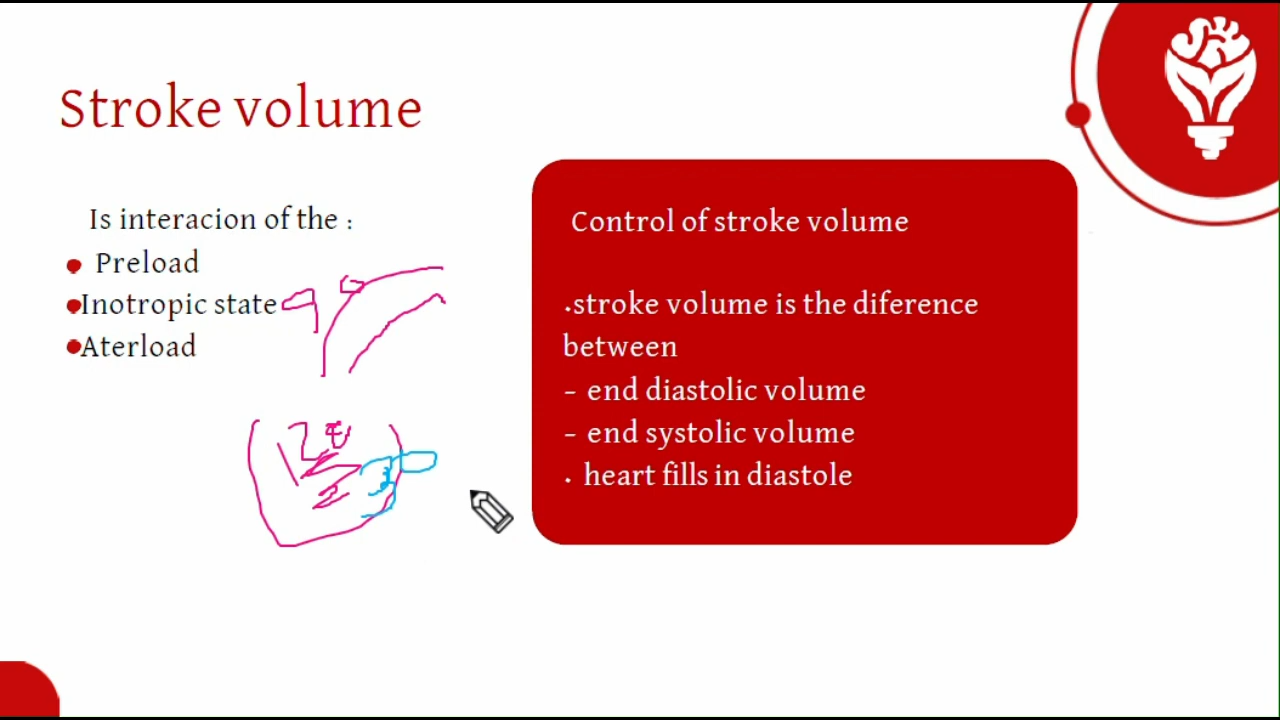 Stroke volume
Is interacion of the :
Preload
Inotropic state
Aterload
Control of stroke volume
.stroke volume is the diference
between
- end diastolic volume
- end systolic volume
. heart fills in diastole